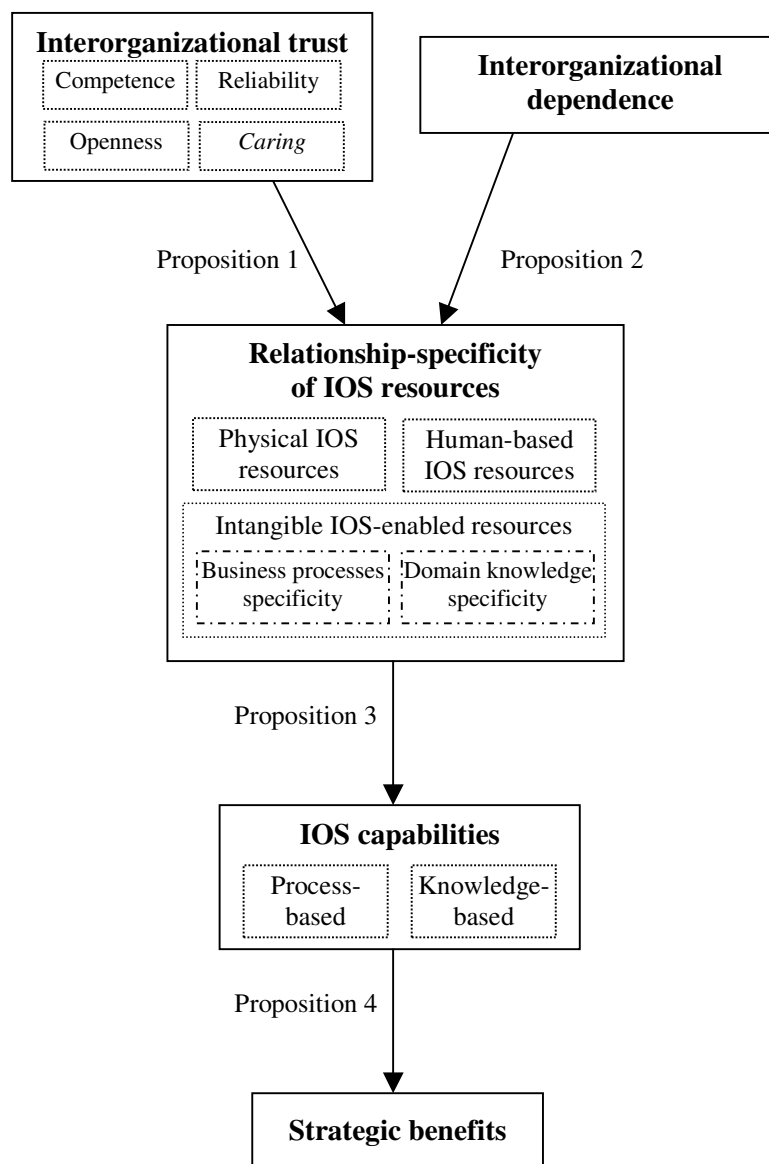 Interorganizational trust
Competence
Reliability
Openness
Caring
Interorganizational
dependence
Proposition 1
Proposition 2
Relationship-specificity
of IOS resources
Physical IOS
resources
Human-based
IOS resources
Intangible IOS-enabled resources
Business processes
specificity
Domain knowledge
specificity
Proposition 3
IOS capabilities
Process-
based
Knowledge-
based
Proposition 4
Strategic benefits